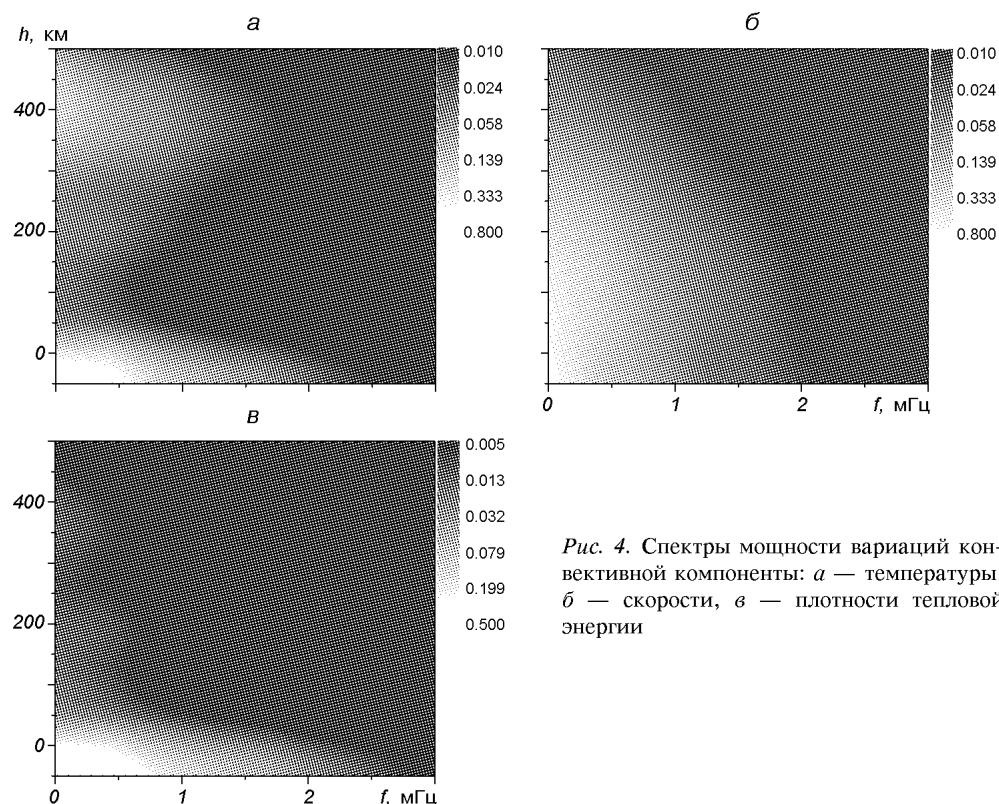 а
h, км
400
200
0
0.010
0.024
0.058
0.139
0.333
0.800
б
0.010
0.024
0.058
0.139
0.333
0.800
0 1 2 f, мГц
в
400
200
0
0.005
0.013
0.032
0.079
0.199
0.500
0 1 2 f, мГц
Рис. 4. Спектры мощности вариаций кон-
вективной компоненты: а — температуры
б — скорости, в — плотности тепловой
энергии